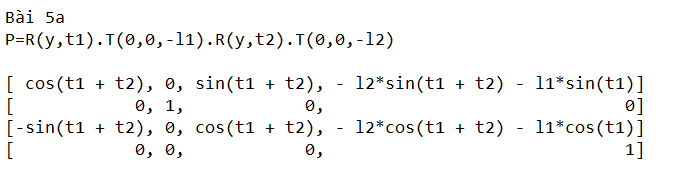 Bài 5a
P=R(y,t1).T(0,0,-l1).R(y,t2).T(0,0,-l2)
[ cos(t1 + t2), 0, sin(t1 + t2), - l2*sin(t1 + t2) - l1*sin(t1)]
[            0, 1,            0,                              0]
[-sin(t1 + t2), 0, cos(t1 + t2), - l2*cos(t1 + t2) - l1*cos(t1)]
[            0, 0,            0,                              1]